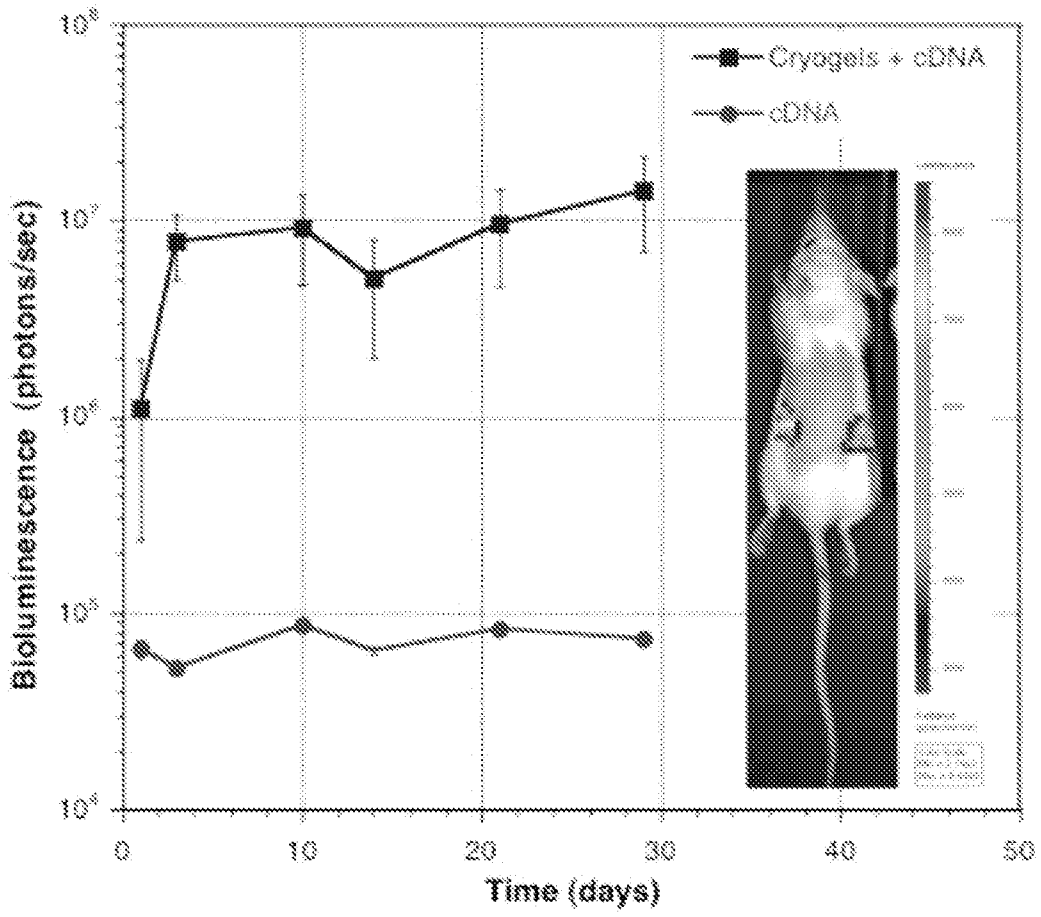 10⁸
Cryogels + cDNA
cDNA
10⁷
Bioluminescence (photons/sec)
10⁶
10⁵
10⁴
0 10 20 30 40 50
Time (days)